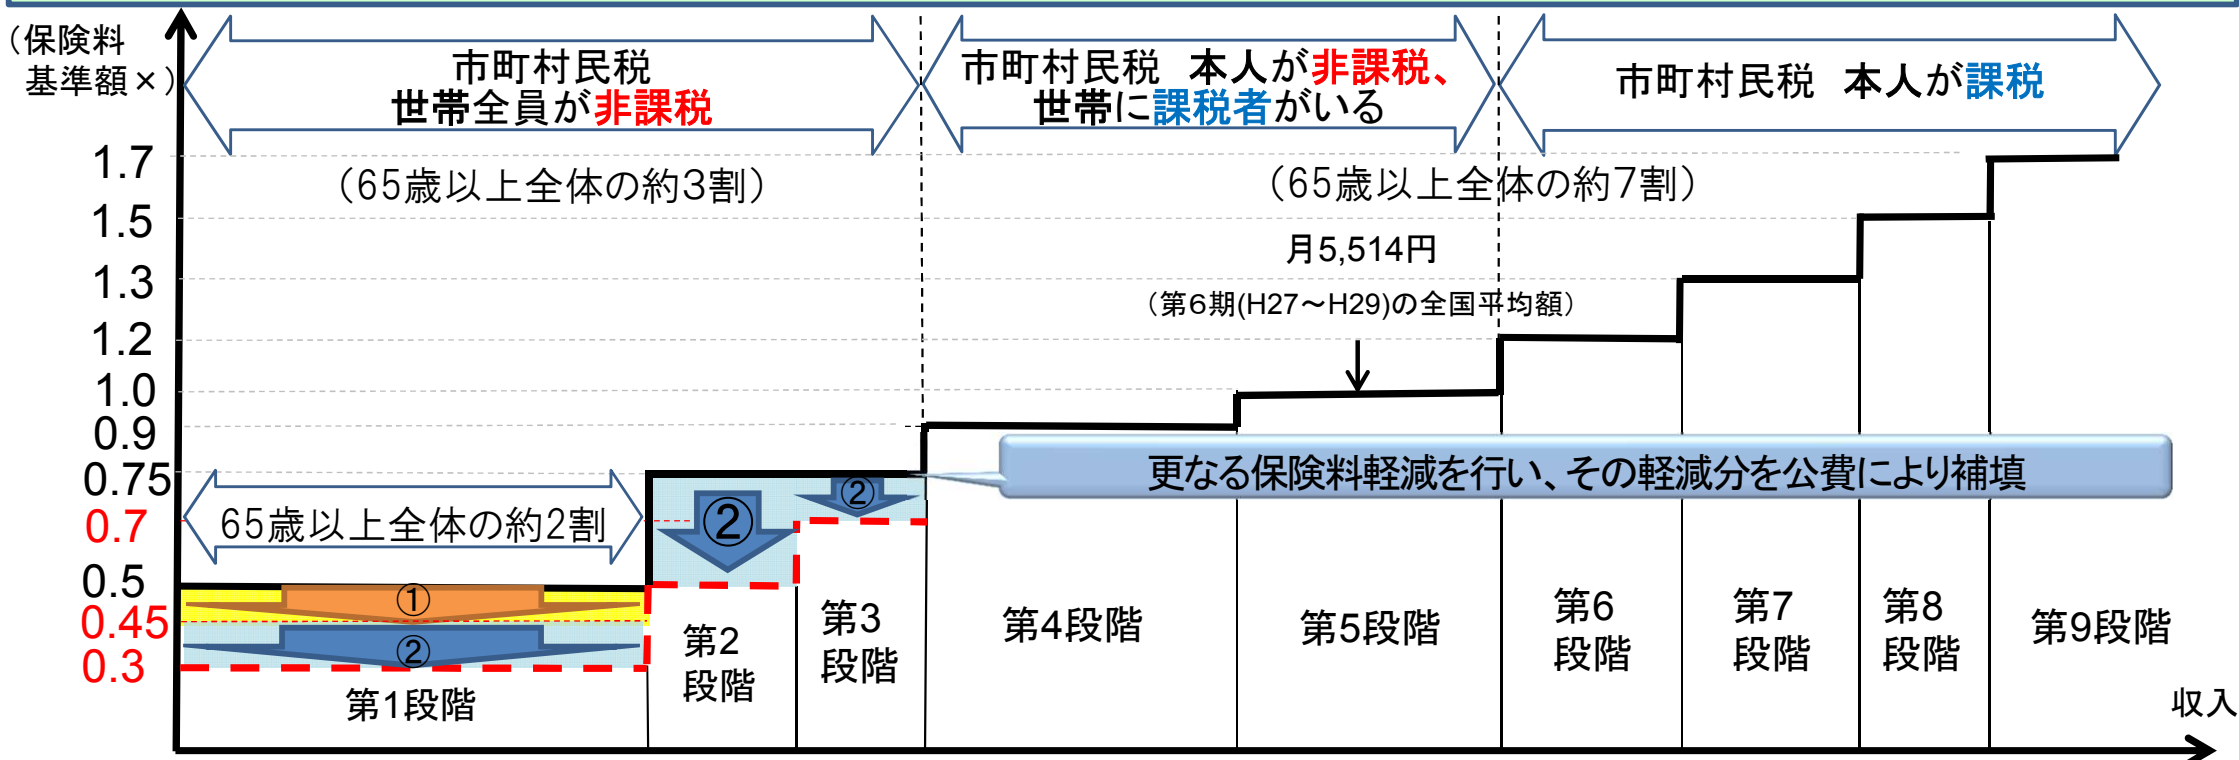 (保険料
基準額×)
市町村民税
世帯全員が非課税
市町村民税 本人が非課税、
世帯に課税者がいる
市町村民税 本人が課税
(65歳以上全体の約3割)
(65歳以上全体の約7割)
1.7
1.5
1.3
1.2
1.0
0.9
0.75
0.7
0.5
0.45
0.3
月5,514円
(第6期(H27～H29)の全国平均額)
更なる保険料軽減を行い、その軽減分を公費により補填
65歳以上全体の約2割
②
②
①
②
第1段階
第2
段階
第3
段階
第4段階
第5段階
第6
段階
第7
段階
第8
段階
第9段階
収入